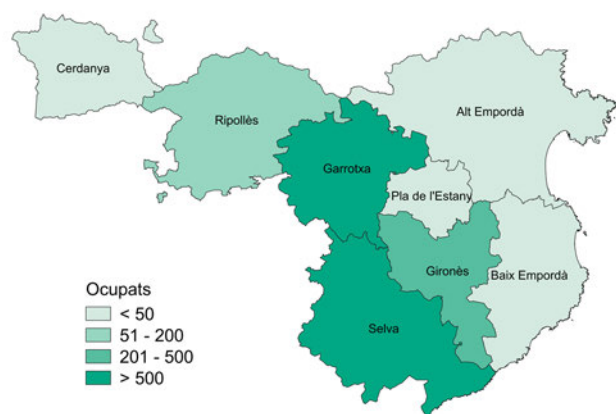 Cerdanya
Ripollès
Alt Empordà
Garrotxa
Pla de l'Estany
Gironès
Baix Empordà
Selva
Ocupats
< 50
51 - 200
201 - 500
> 500